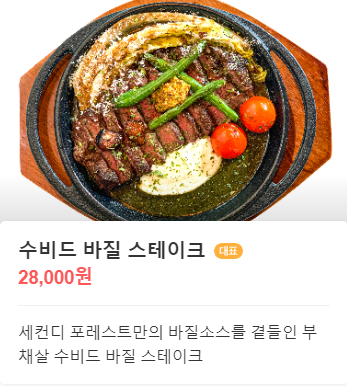 수비드 바질 스테이크 대표
28,000원
세컨디 포레스트만의 바질소스를 곁들인 부
채살 수비드 바질 스테이크